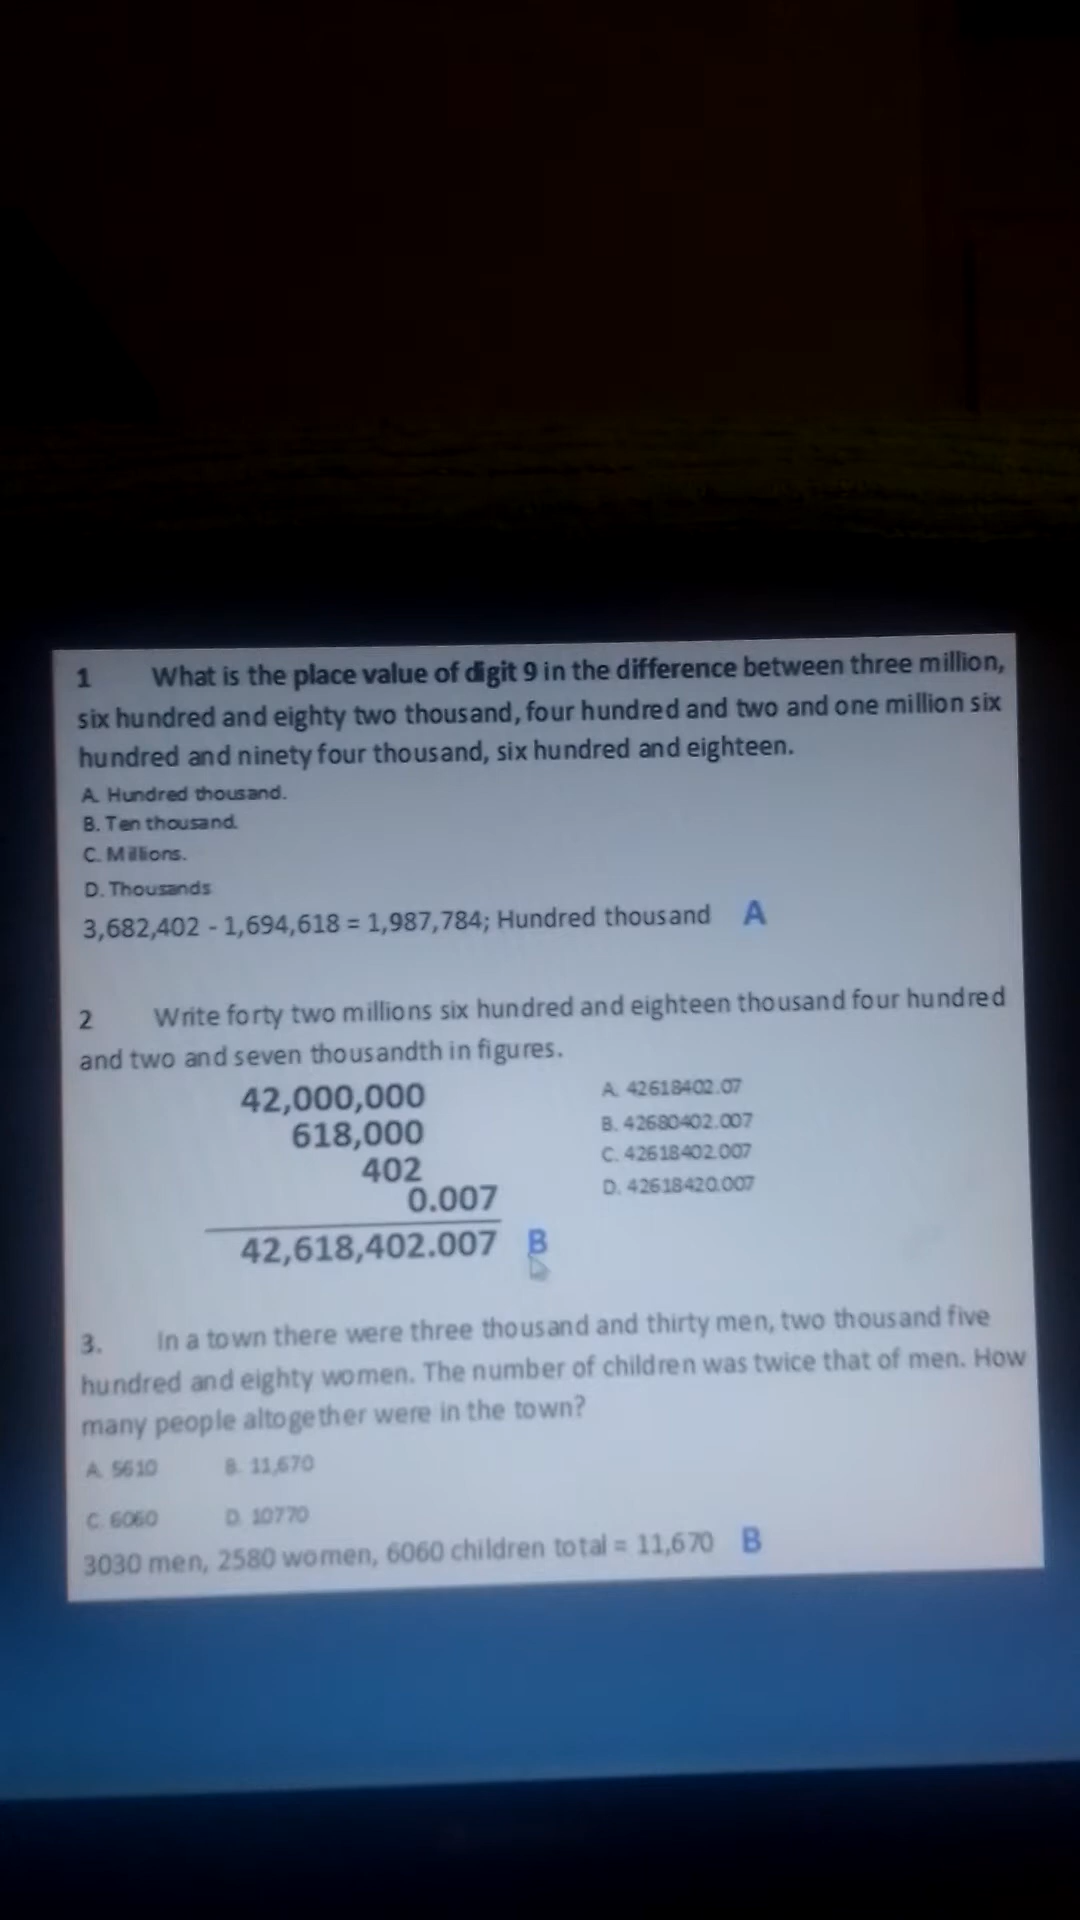 1 What is the place value of digit 9 in the difference between three million,
six hundred and eighty two thousand, four hundred and two and one million six
hundred and ninety four thousand, six hundred and eighteen.
A. Hundred thousand.
B. Ten thousand.
C. Millions.
D. Thousands
3,682,402 - 1,694,618 = 1,987,784; Hundred thousand A
2 Write forty two millions six hundred and eighteen thousand four hundred
and two and seven thousandth in figures.
42,000,000
618,000
402
0.007
42,618,402.007 B
A. 42618402.07
B. 42680402.007
C. 42618402.007
D. 42618420.007
3. In a town there were three thousand and thirty men, two thousand five
hundred and eighty women. The number of children was twice that of men. How
many people altogether were in the town?
A. 5610 B. 11,670
C. 6060 D. 10770
3030 men, 2580 women, 6060 children total = 11,670 B